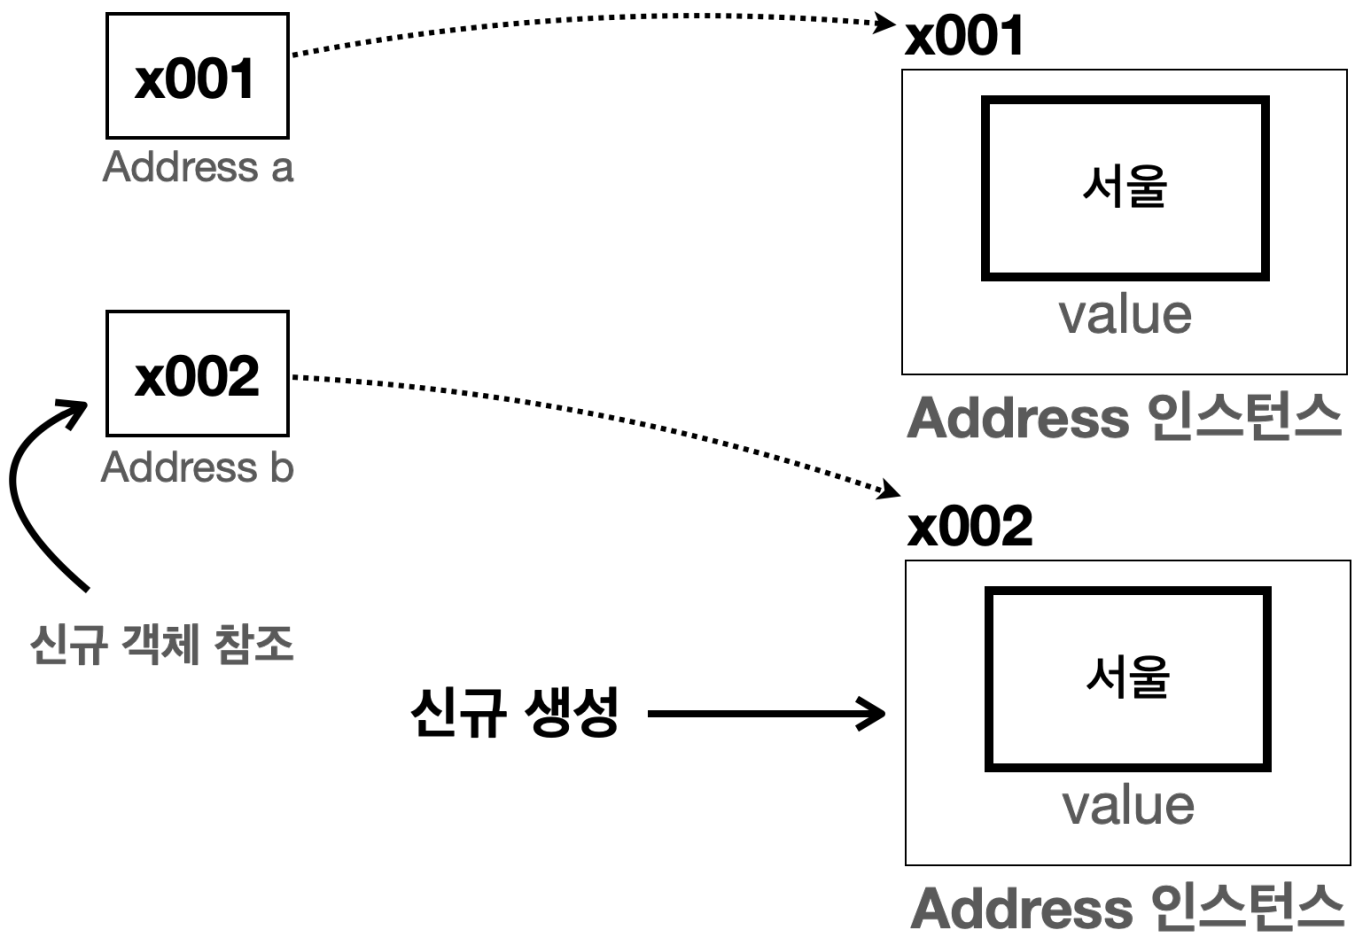 x001
Address a
x001
서울
value
Address 인스턴스
x002
Address b
신규 객체 참조
x002
서울
value
Address 인스턴스
신규 생성